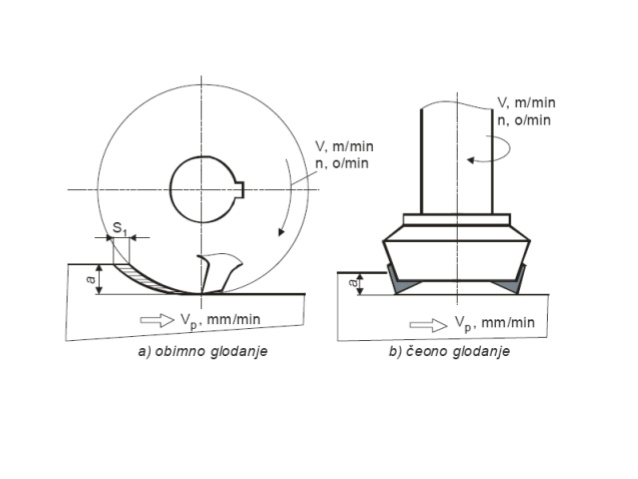 V, m/min
n, o/min
S1
a
Vp, mm/min
a) obimno glodanje
V, m/min
n, o/min
a
Vp, mm/min
b) čeono glodanje